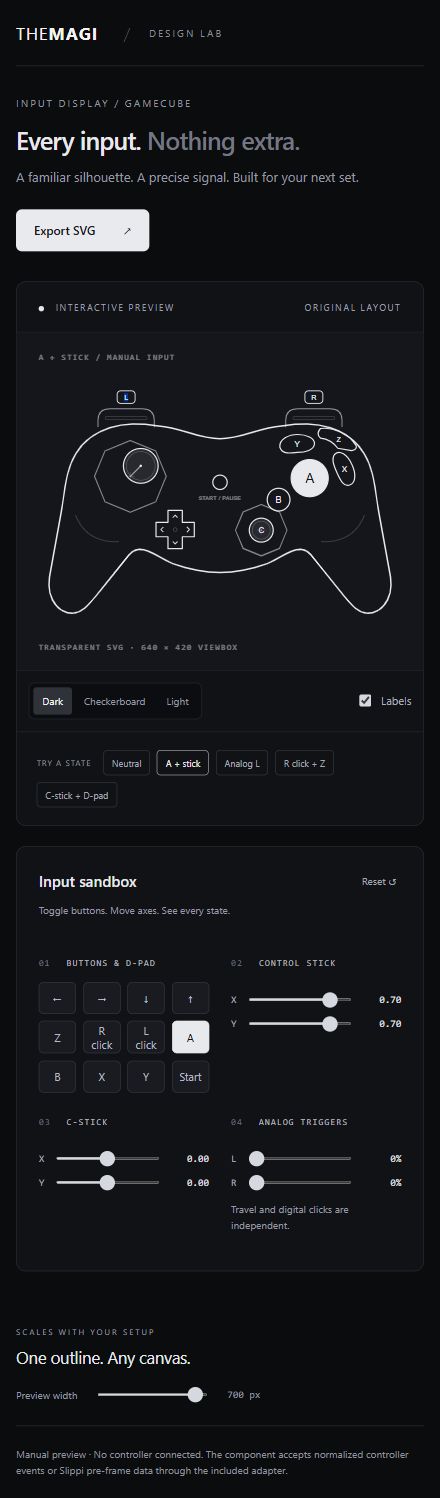 THEMAGI / DESIGN LAB
INPUT DISPLAY / GAMECUBE
Every input. Nothing extra.
A familiar silhouette. A precise signal. Built for your next set.
Export SVG ↗
INTERACTIVE PREVIEW ORIGINAL LAYOUT
A + STICK / MANUAL INPUT
L R
Y Z
X
A
B
START / PAUSE
C
TRANSPARENT SVG · 640 × 420 VIEWBOX
Dark Checkerboard Light Labels
TRY A STATE Neutral A + stick Analog L R click + Z
C-stick + D-pad
Input sandbox Reset ↺
Toggle buttons. Move axes. See every state.
01 BUTTONS & D-PAD 02 CONTROL STICK
← → ↓ ↑
X 0.70
Y 0.70
Z R click L click A
B X Y Start
03 C-STICK 04 ANALOG TRIGGERS
X 0.00 L 0%
Y 0.00 R 0%
Travel and digital clicks are
independent.
SCALES WITH YOUR SETUP
One outline. Any canvas.
Preview width 700 px
Manual preview · No controller connected. The component accepts normalized controller
events or Slippi pre-frame data through the included adapter.